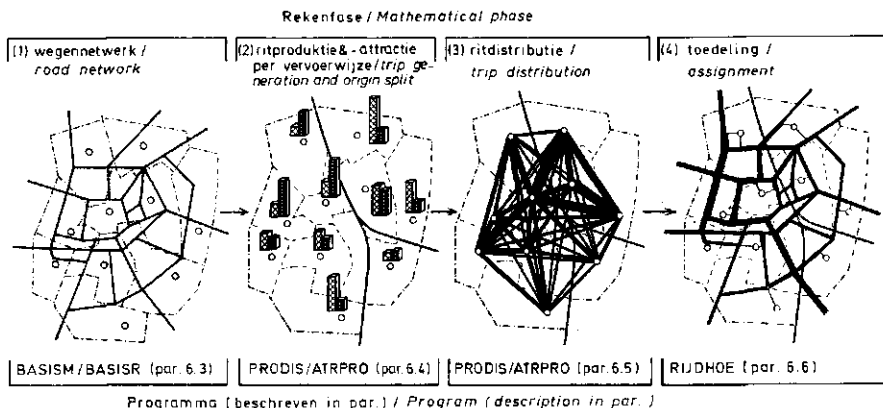 Rekenfase / Mathematical phase
(1) wegennetwerk /
road network
(2) ritproduktie & - attractie
per vervoerwijze / trip ge-
neration and origin split
(3) ritdistributie /
trip distribution
(4) toedeling /
assignment
BASISM / BASISR (par. 6.3)
PRODIS/ATRPRO (par. 6.4)
PRODIS/ATRPRO (par. 6.5)
RIJDHOE (par. 6.6)
Programma (beschreven in par.) / Program (description in par. )